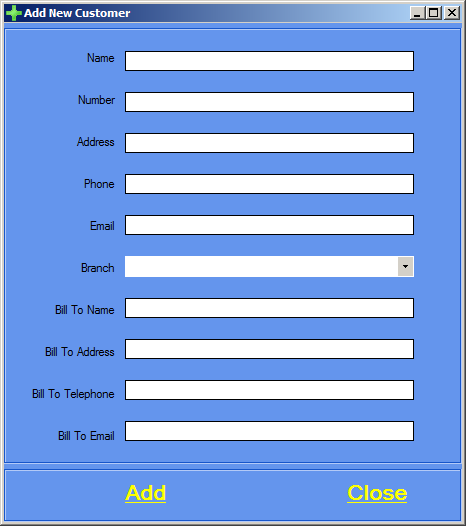 Add New Customer
Name
Number
Address
Phone
Email
Branch
Bill To Name
Bill To Address
Bill To Telephone
Bill To Email
Add Close